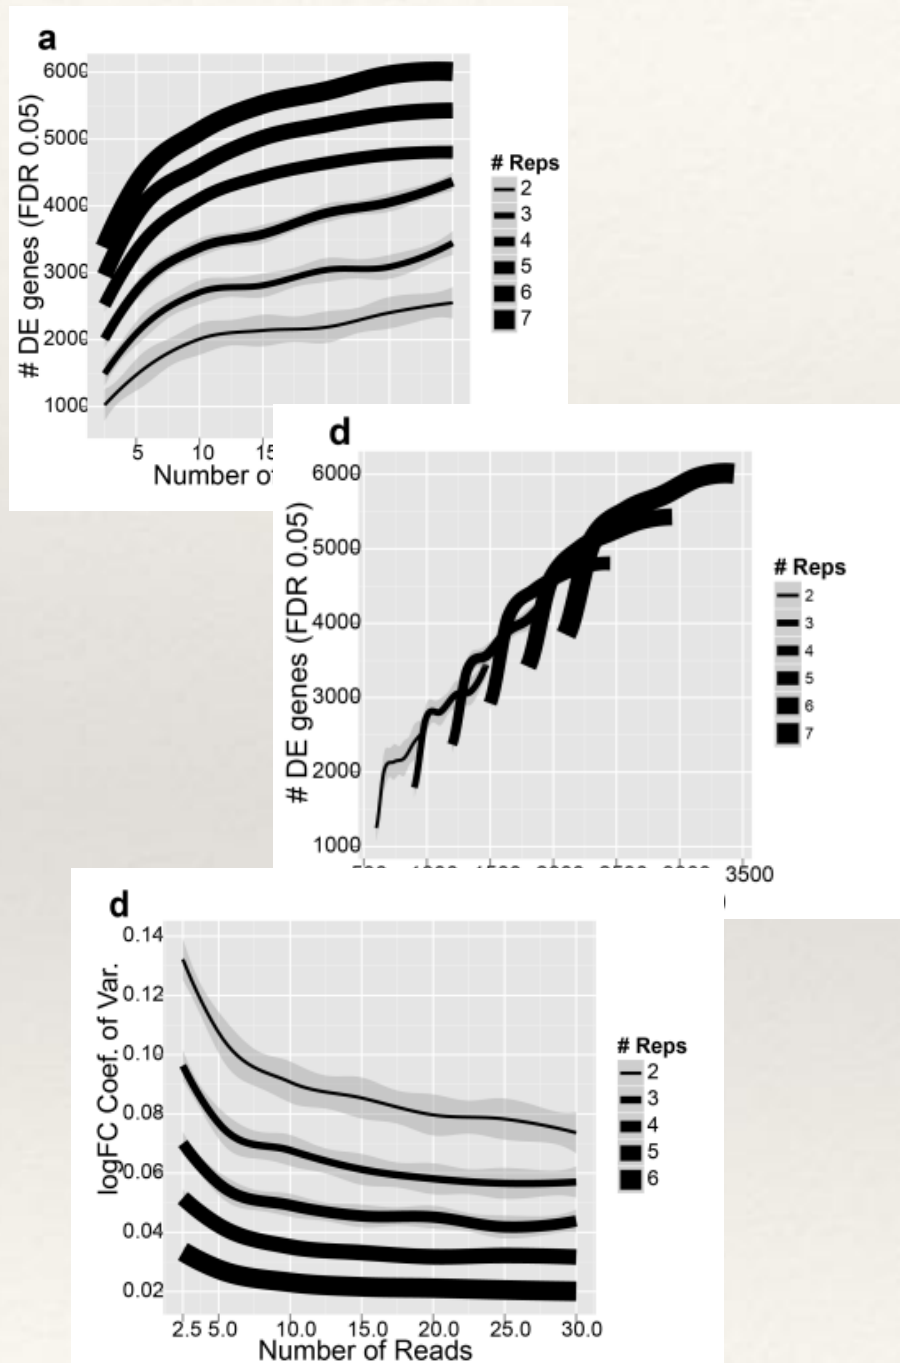 a
# DE genes (FDR 0.05)
6000
5000
4000
3000
2000
1000
5 10 15
Number of
# Reps
2
3
4
5
6
7
d
# DE genes (FDR 0.05)
6000
5000
4000
3000
2000
1000
3500
# Reps
2
3
4
5
6
7
d
logFC Coef. of Var.
0.14
0.12
0.10
0.08
0.06
0.04
0.02
2.5 5.0 10.0 15.0 20.0 25.0 30.0
Number of Reads
# Reps
2
3
4
5
6